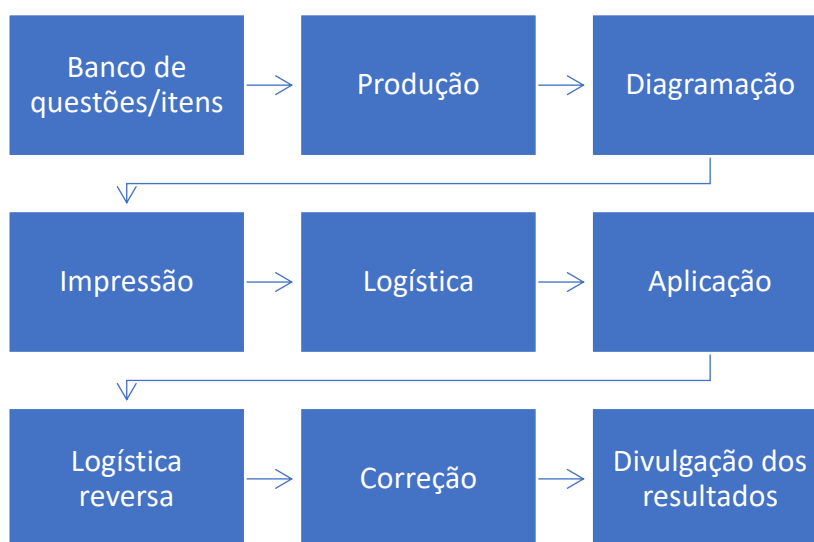 Banco de
questões/itens
Produção
Diagramação
Impressão
Logística
Aplicação
Logística
reversa
Correção
Divulgação dos
resultados